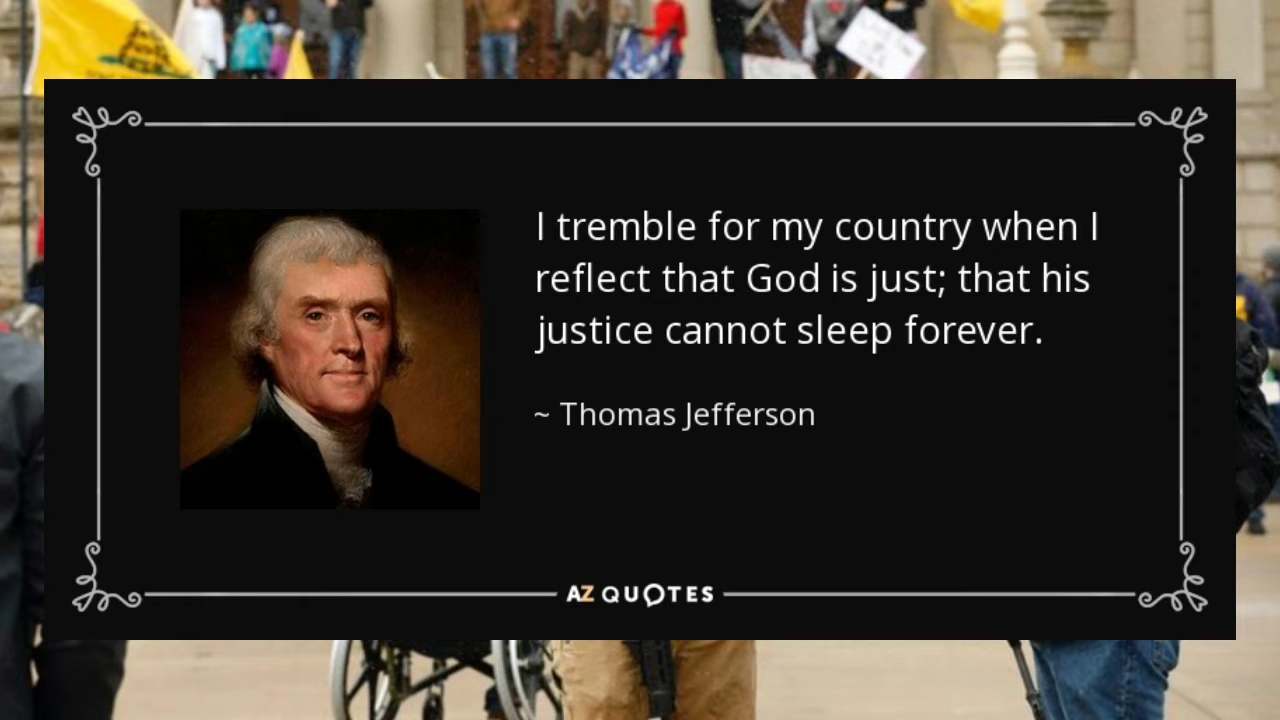 I tremble for my country when I
reflect that God is just; that his
justice cannot sleep forever.
~ Thomas Jefferson
AZ QUOTES